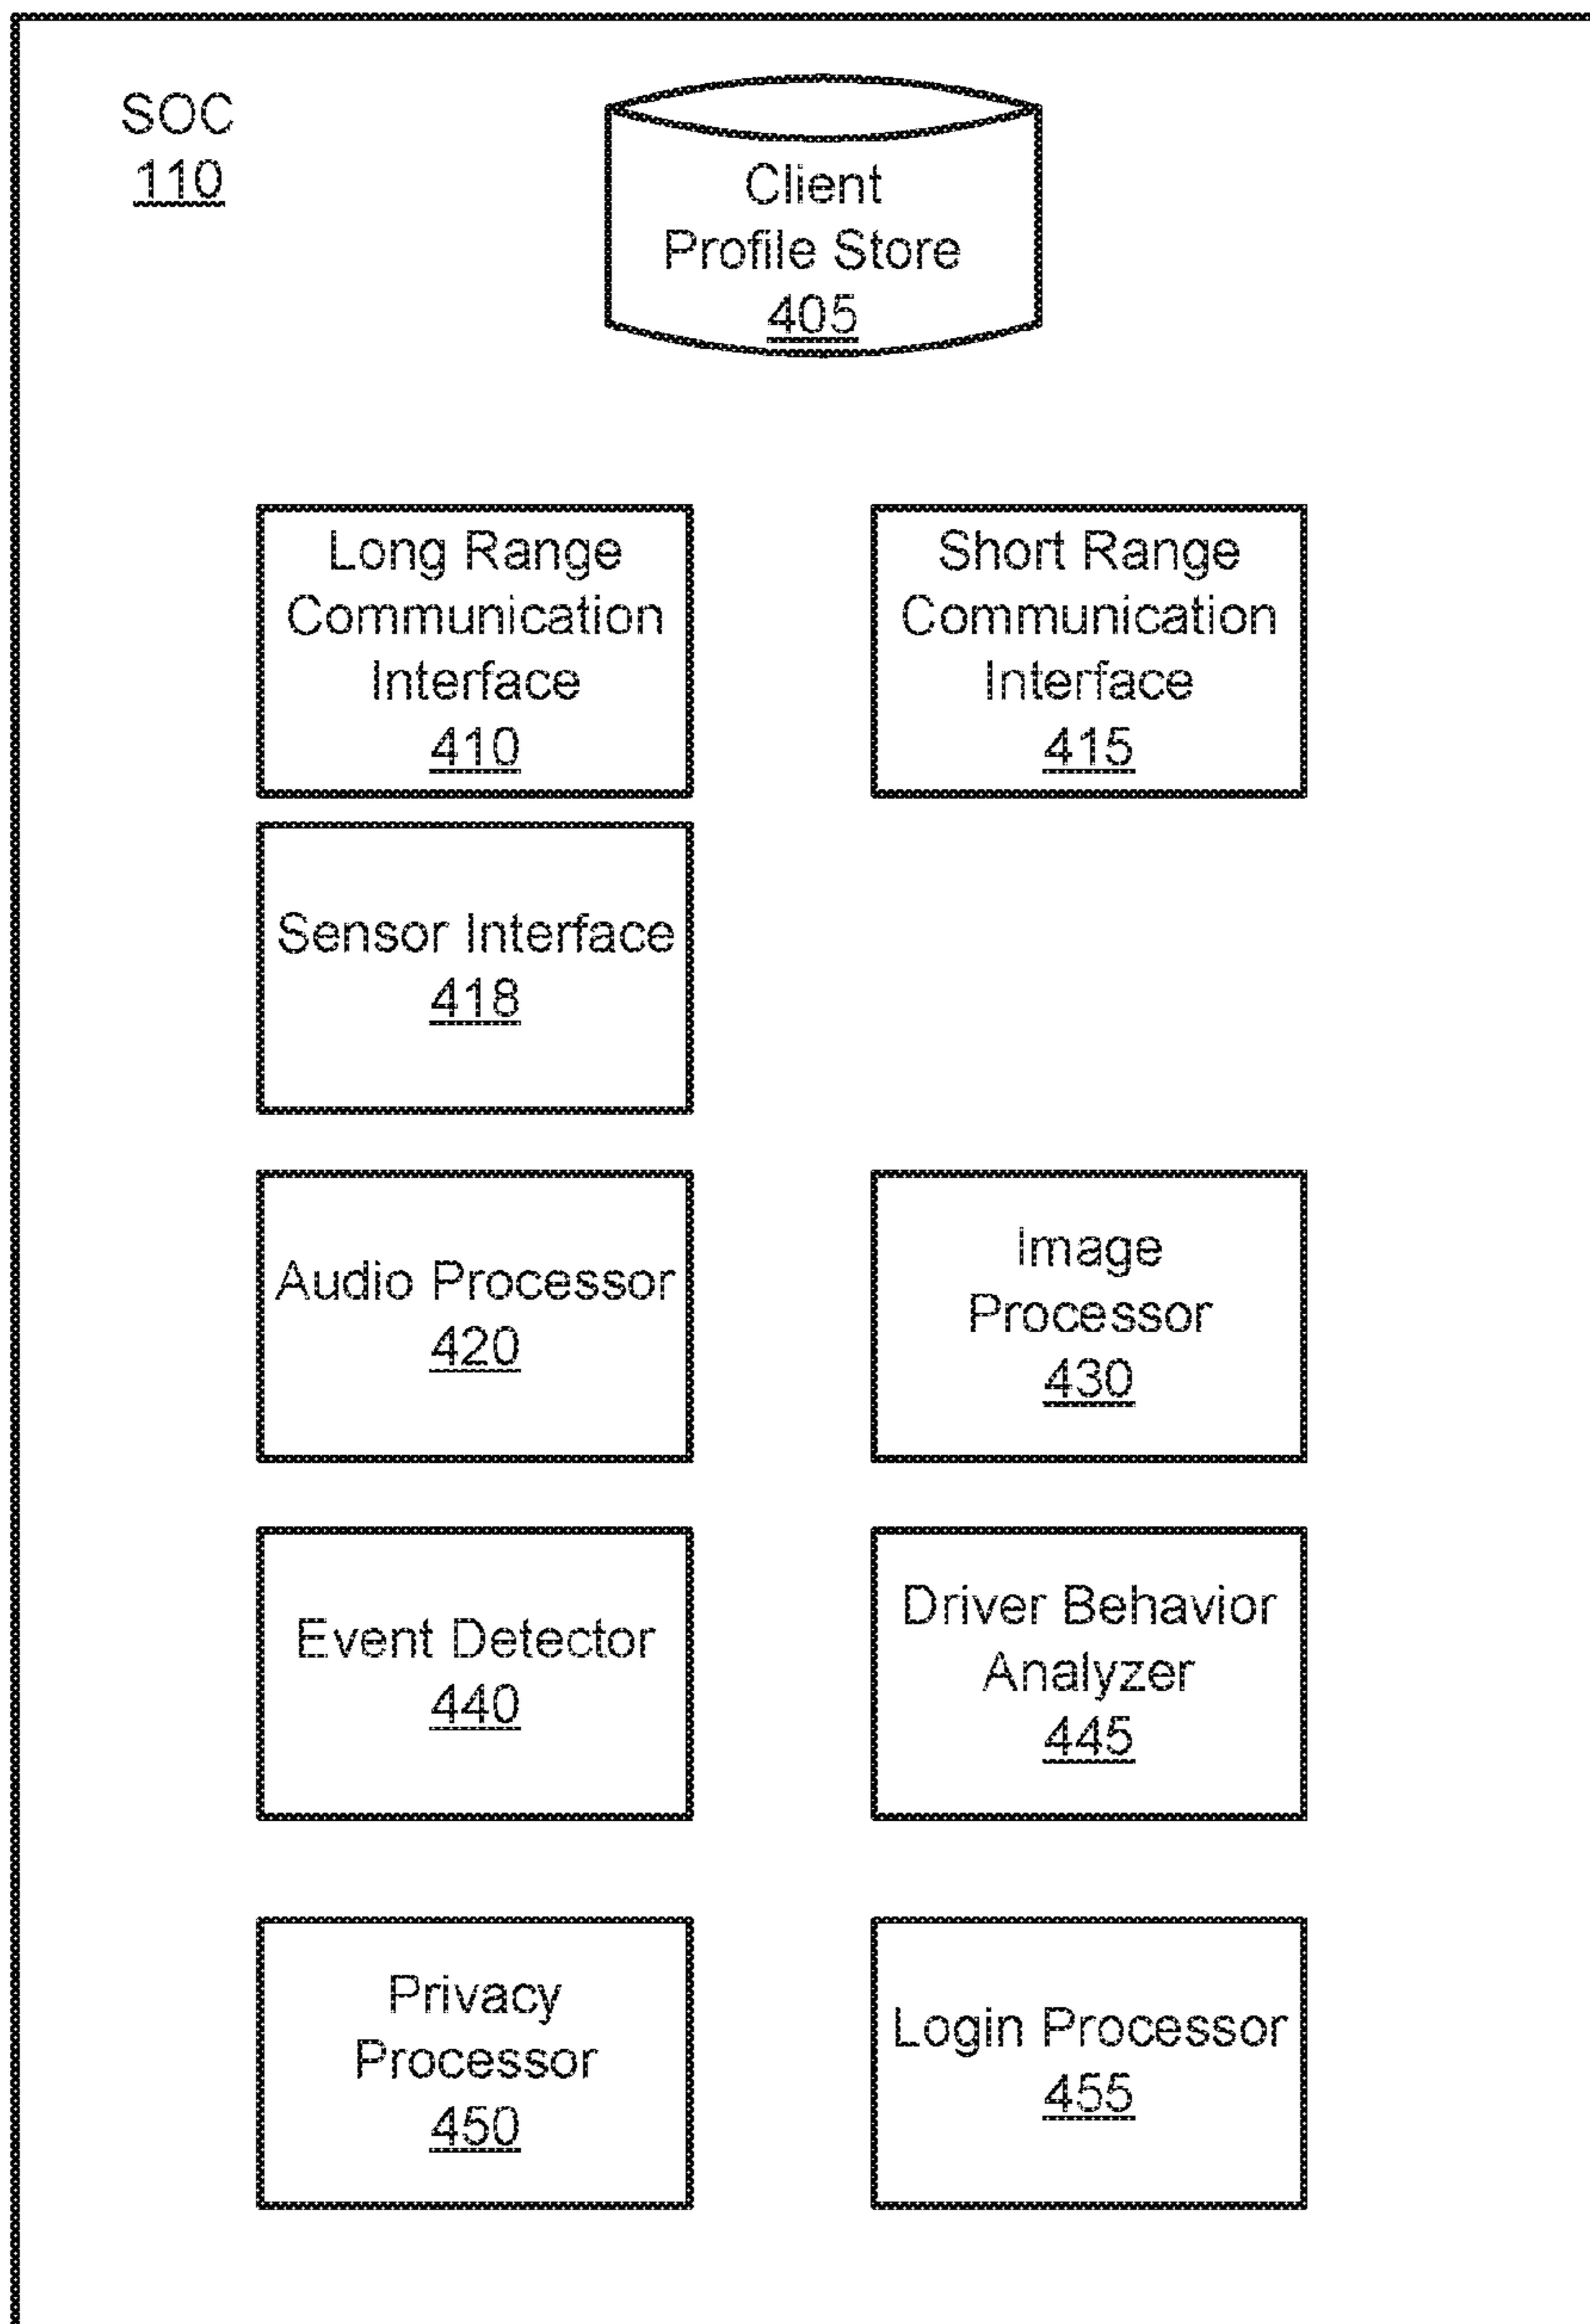 SOC
110
Client
Profile Store
405
Long Range
Communication
Interface
410
Short Range
Communication
Interface
415
Sensor Interface
418
Audio Processor
420
Image
Processor
430
Event Detector
440
Driver Behavior
Analyzer
445
Privacy
Processor
450
Login Processor
455